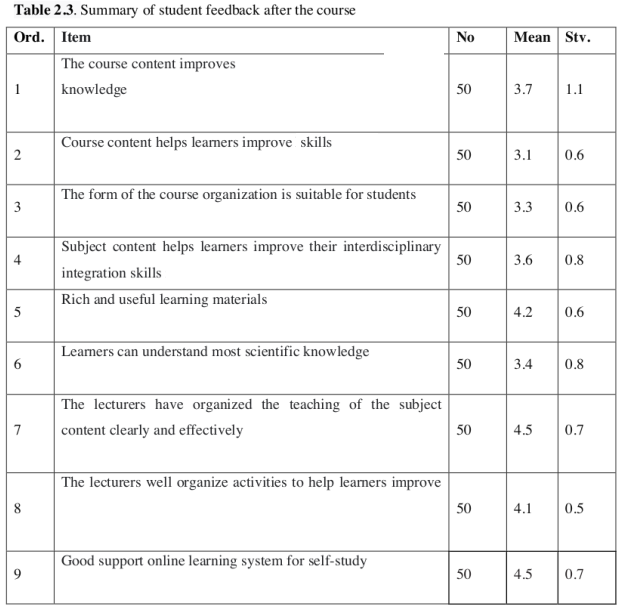 Table 2.3. Summary of student feedback after the course
Ord. Item No Mean Stv.
The course content improves
1 knowledge 50 3.7 1.1
Course content helps learners improve skills
2 50 3.1 0.6
The form of the course organization is suitable for students
3 50 3.3 0.6
Subject content helps learners improve their interdisciplinary
4 50 3.6 0.8
integration skills
Rich and useful learning materials
5 50 4.2 0.6
Learners can understand most scientific knowledge
6 50 3.4 0.8
The lecturers have organized the teaching of the subject
7 content clearly and effectively 50 4.5 0.7
The lecturers well organize activities to help learners improve
8 50 4.1 0.5
Good support online learning system for self-study
9 50 4.5 0.7